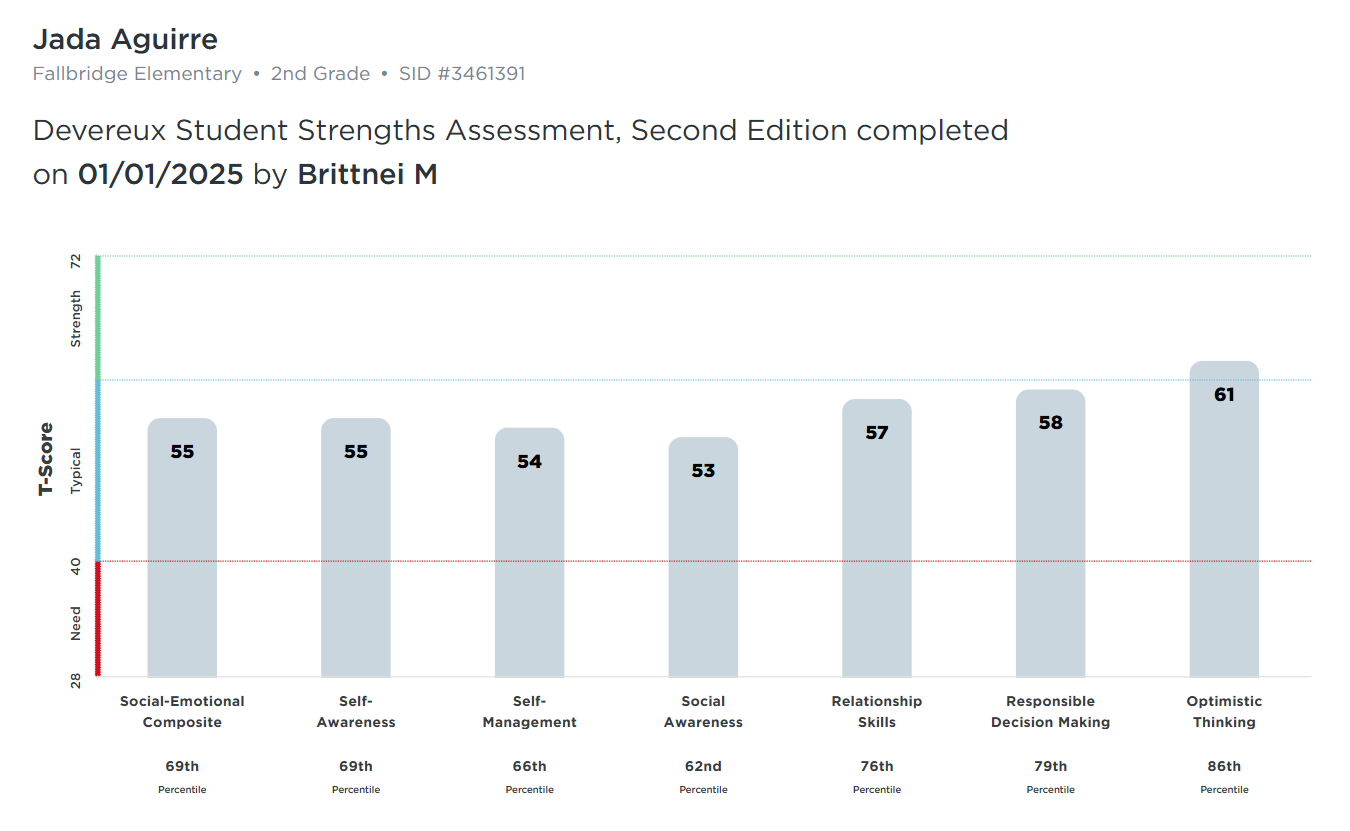 Jada Aguirre
Fallbridge Elementary • 2nd Grade • SID #3461391
Devereux Student Strengths Assessment, Second Edition completed
on 01/01/2025 by Brittnei M
T-Score
72
Strength
Typical
40
Need
28
55
55
54
53
57
58
61
Social-Emotional
Composite
69th
Percentile
Self-
Awareness
69th
Percentile
Self-
Management
66th
Percentile
Social
Awareness
62nd
Percentile
Relationship
Skills
76th
Percentile
Responsible
Decision Making
79th
Percentile
Optimistic
Thinking
86th
Percentile